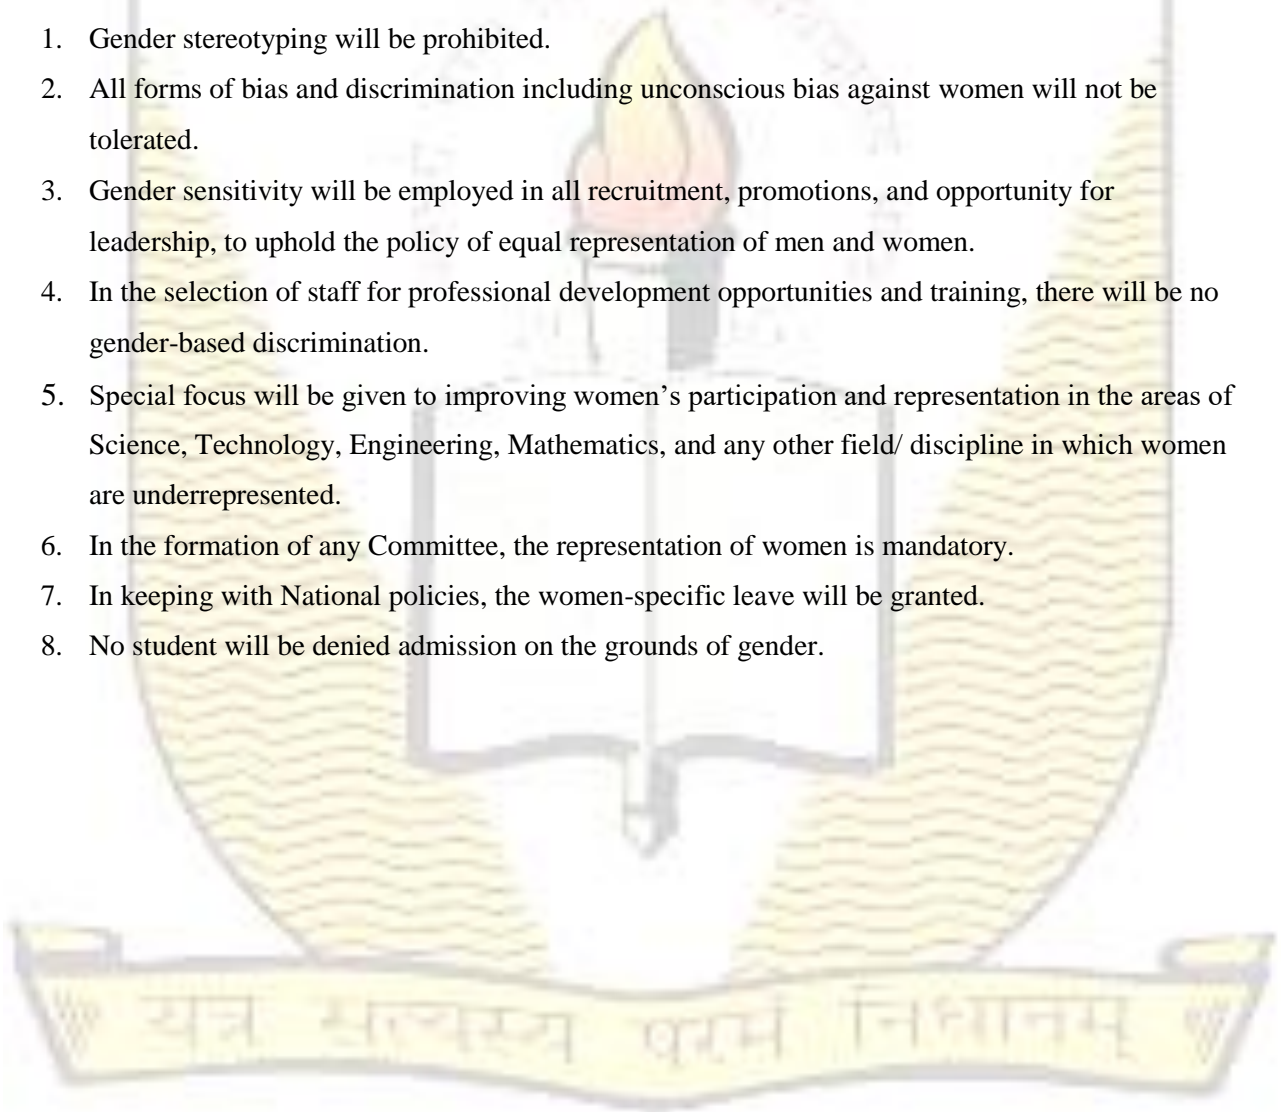 1. Gender stereotyping will be prohibited.
2. All forms of bias and discrimination including unconscious bias against women will not be
tolerated.
3. Gender sensitivity will be employed in all recruitment, promotions, and opportunity for
leadership, to uphold the policy of equal representation of men and women.
4. In the selection of staff for professional development opportunities and training, there will be no
gender-based discrimination.
5. Special focus will be given to improving women’s participation and representation in the areas of
Science, Technology, Engineering, Mathematics, and any other field/ discipline in which women
are underrepresented.
6. In the formation of any Committee, the representation of women is mandatory.
7. In keeping with National policies, the women-specific leave will be granted.
8. No student will be denied admission on the grounds of gender.
यत्र सत्यस्य परमं निधानम्